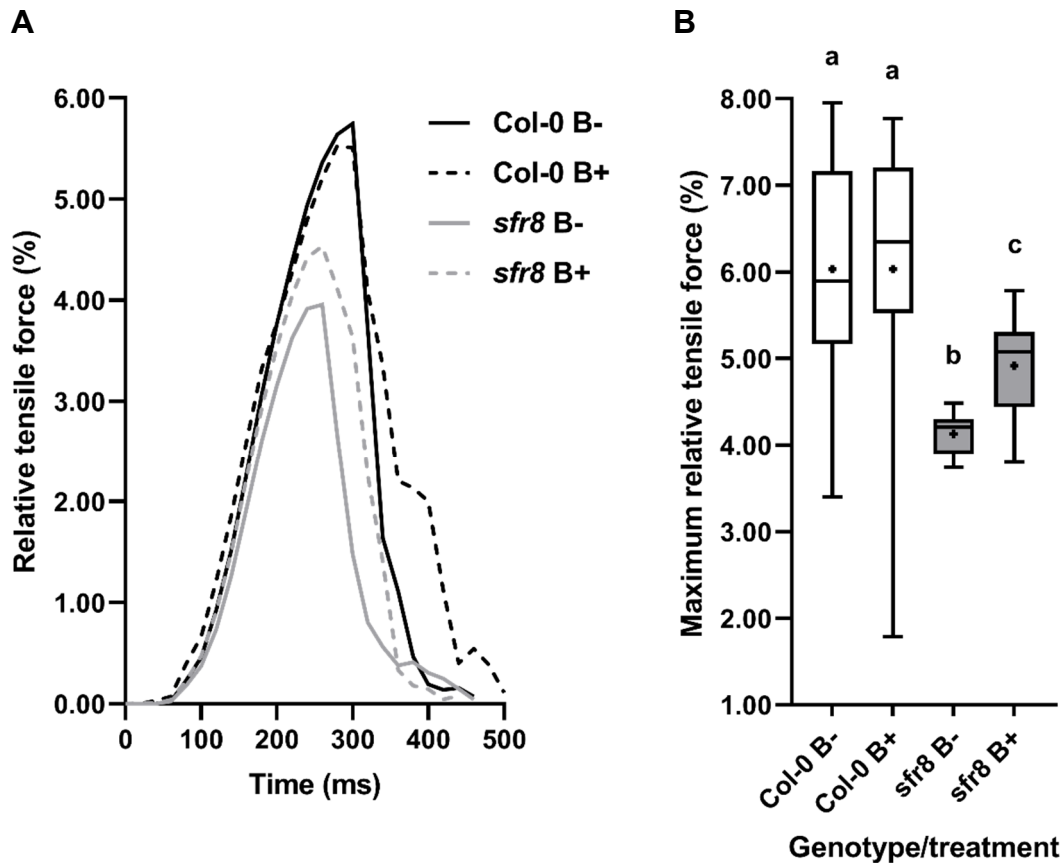 A
Relative tensile force (%)
6.00
5.00
4.00
3.00
2.00
1.00
0.00
0 100 200 300 400 500
Time (ms)
Col-0 B-
Col-0 B+
sfr8 B-
sfr8 B+
B
Maximum relative tensile force (%)
8.00
7.00
6.00
5.00
4.00
3.00
2.00
1.00
a a
b c
Col-0 B-
Col-0 B+
sfr8 B-
sfr8 B+
Genotype/treatment